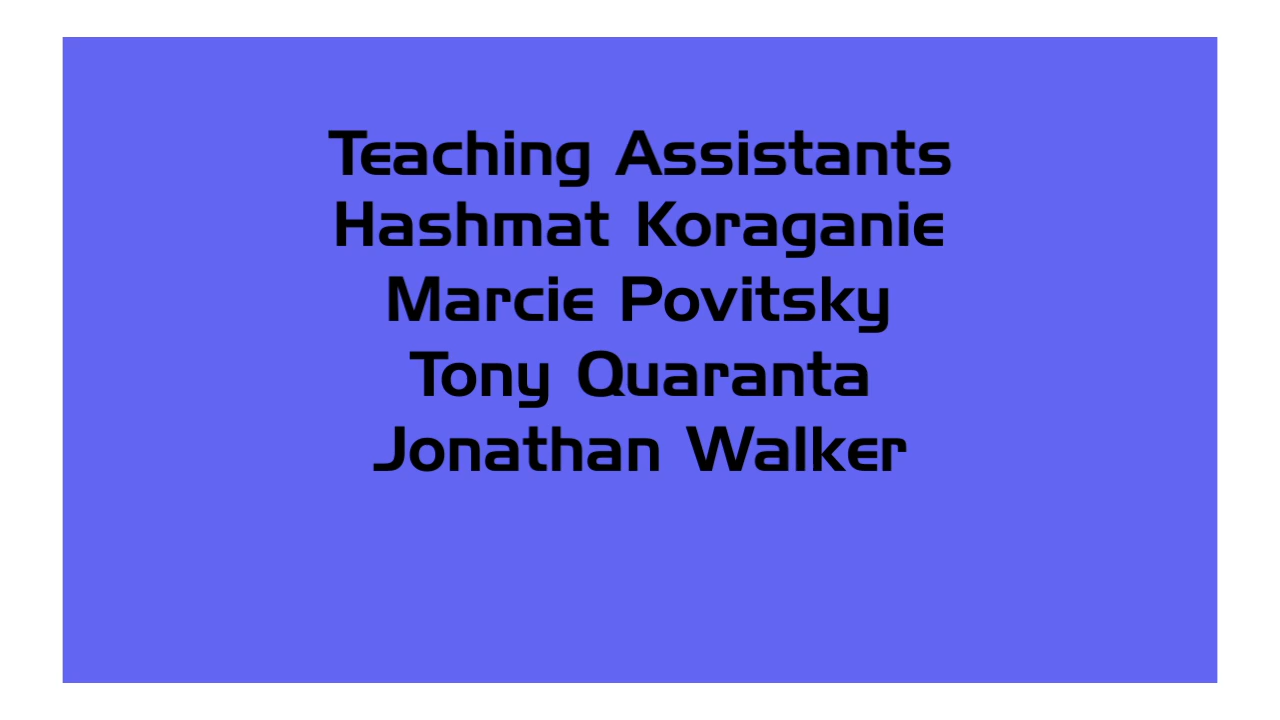 Teaching Assistants
Hashmat Koraganie
Marcie Povitsky
Tony Quaranta
Jonathan Walker